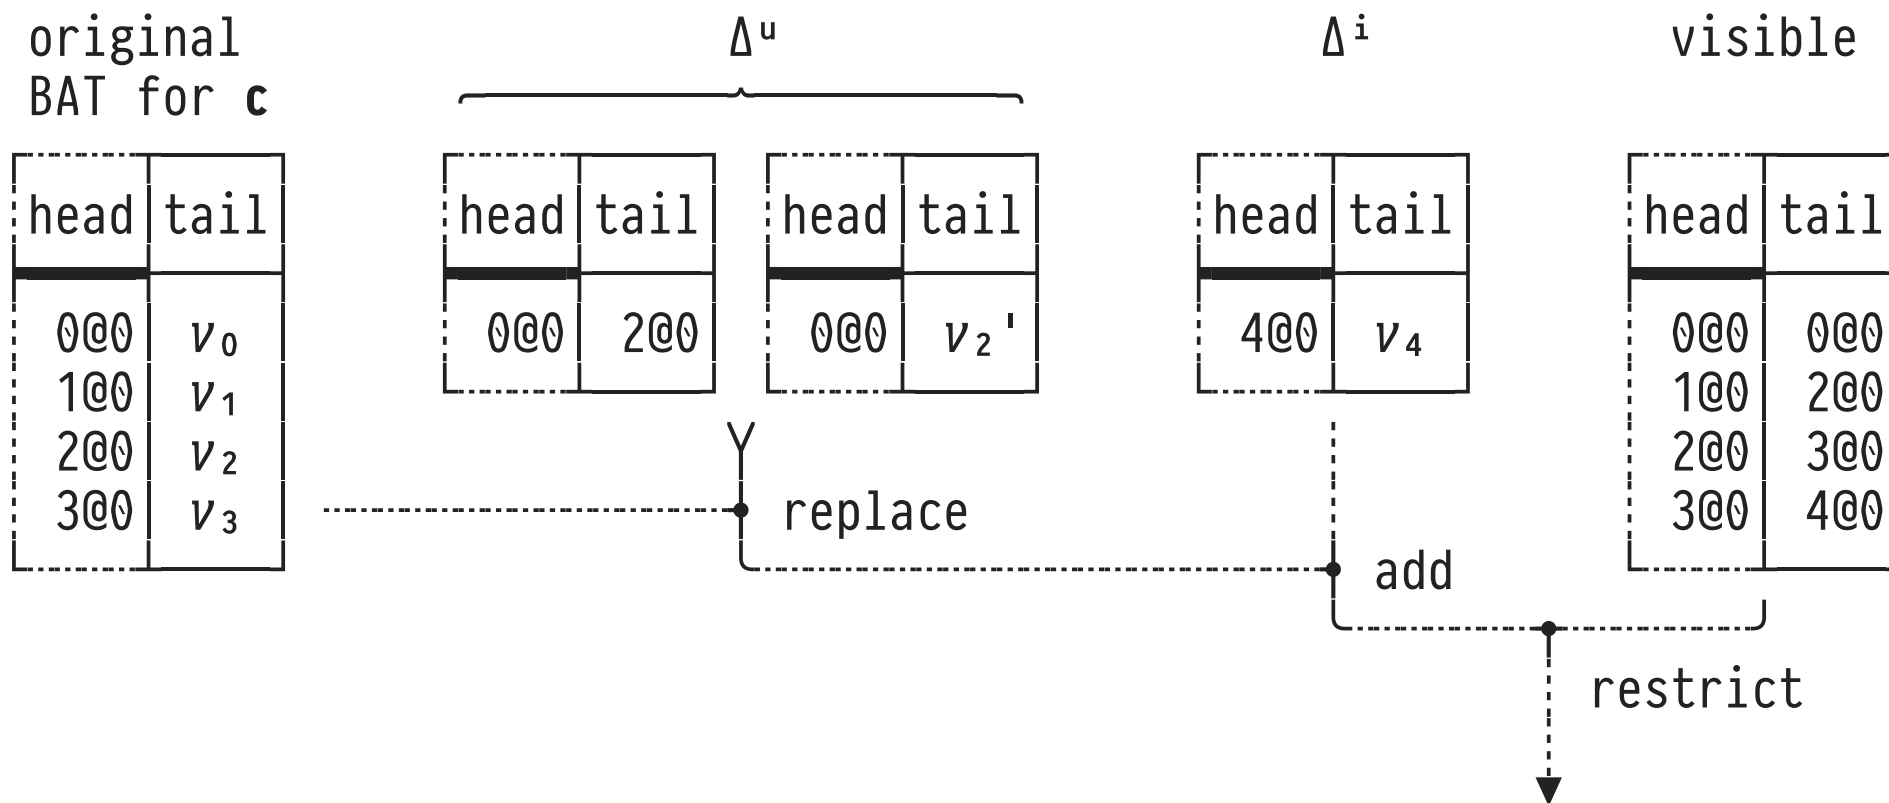 original Δᵘ Δⁱ visible
BAT for c
head tail head tail head tail head tail head tail
0@0 v₀ 0@0 2@0 0@0 v₂' 4@0 v₄ 0@0 0@0
1@0 v₁ 1@0 2@0
2@0 v₂ 2@0 3@0
3@0 v₃ replace 3@0 4@0
add
restrict